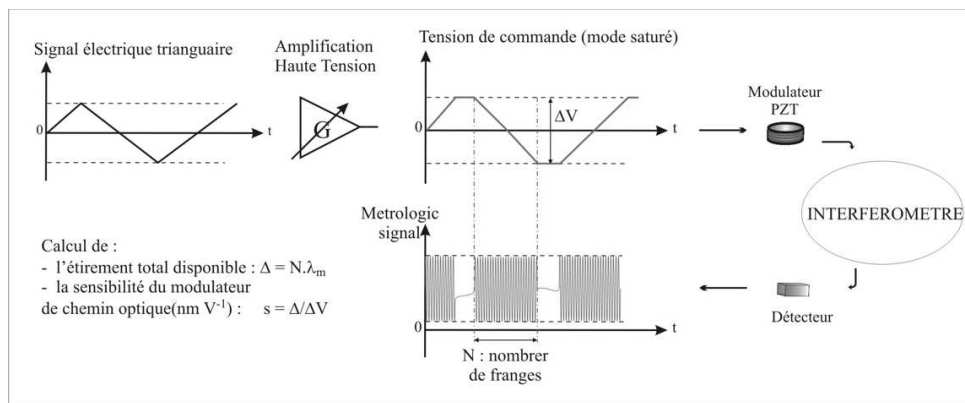 Signal électrique trianguaire
0
t
Amplification
Haute Tension
G
Tension de commande (mode saturé)
0
ΔV
t
Modulateur
PZT
INTERFEROMETRE
Détecteur
Metrologic
signal
0
t
N : nombrer
de franges
Calcul de :
- l'étirement total disponible : Δ = N.λm
- la sensibilité du modulateur
de chemin optique(nm V-1) : s = Δ/ΔV